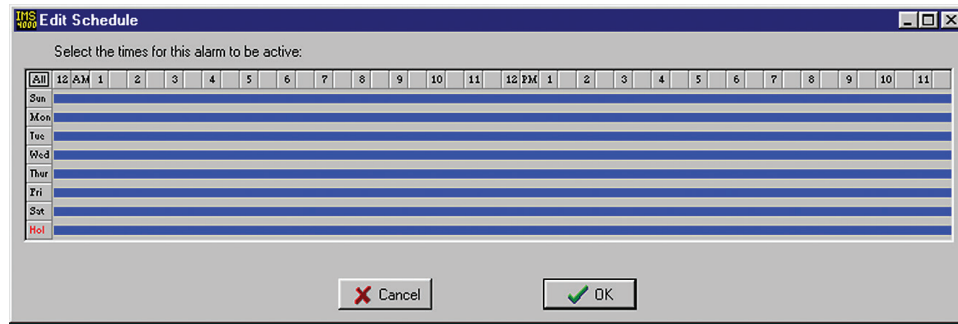 IMS 4000 Edit Schedule
Select the times for this alarm to be active:
All 12 AM 1 2 3 4 5 6 7 8 9 10 11 12 PM 1 2 3 4 5 6 7 8 9 10 11
Sun
Mon
Tue
Wed
Thur
Fri
Sat
Hol
Cancel OK